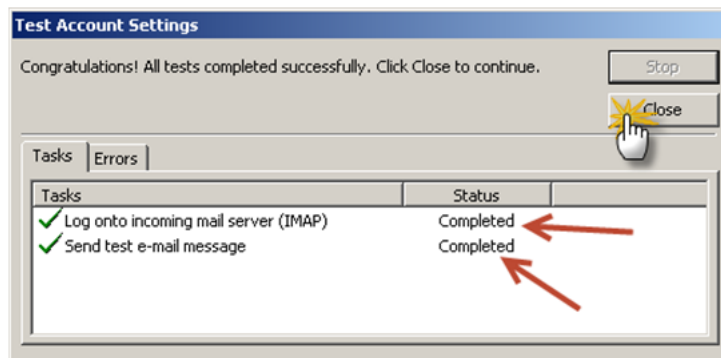 Test Account Settings
Congratulations! All tests completed successfully. Click Close to continue.
Stop
Close
Tasks Errors
Tasks Status
Log onto incoming mail server (IMAP) Completed
Send test e-mail message Completed